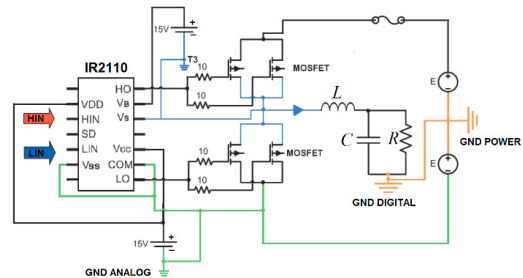 15V
T3
IR2110
10
10
MOSFET
HO
VB
VDD
HIN
HIN
Vs
SD
LIN
LIN
Vcc
Vss
COM
LO
10
10
MOSFET
L
C
R
E
E
GND POWER
GND DIGITAL
15V
GND ANALOG
+
+
+
-
+
-